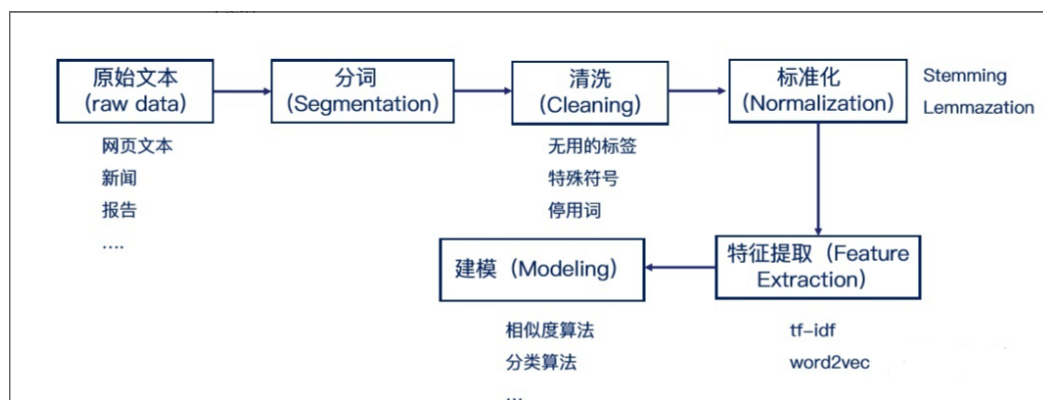 原始文本
(raw data)
分词
（Segmentation）
清洗
（Cleaning）
标准化
（Normalization）
Stemming
Lemmazation
网页文本
新闻
报告
....
无用的标签
特殊符号
停用词
特征提取（Feature
Extraction）
建模（Modeling）
tf-idf
word2vec
相似度算法
分类算法
...